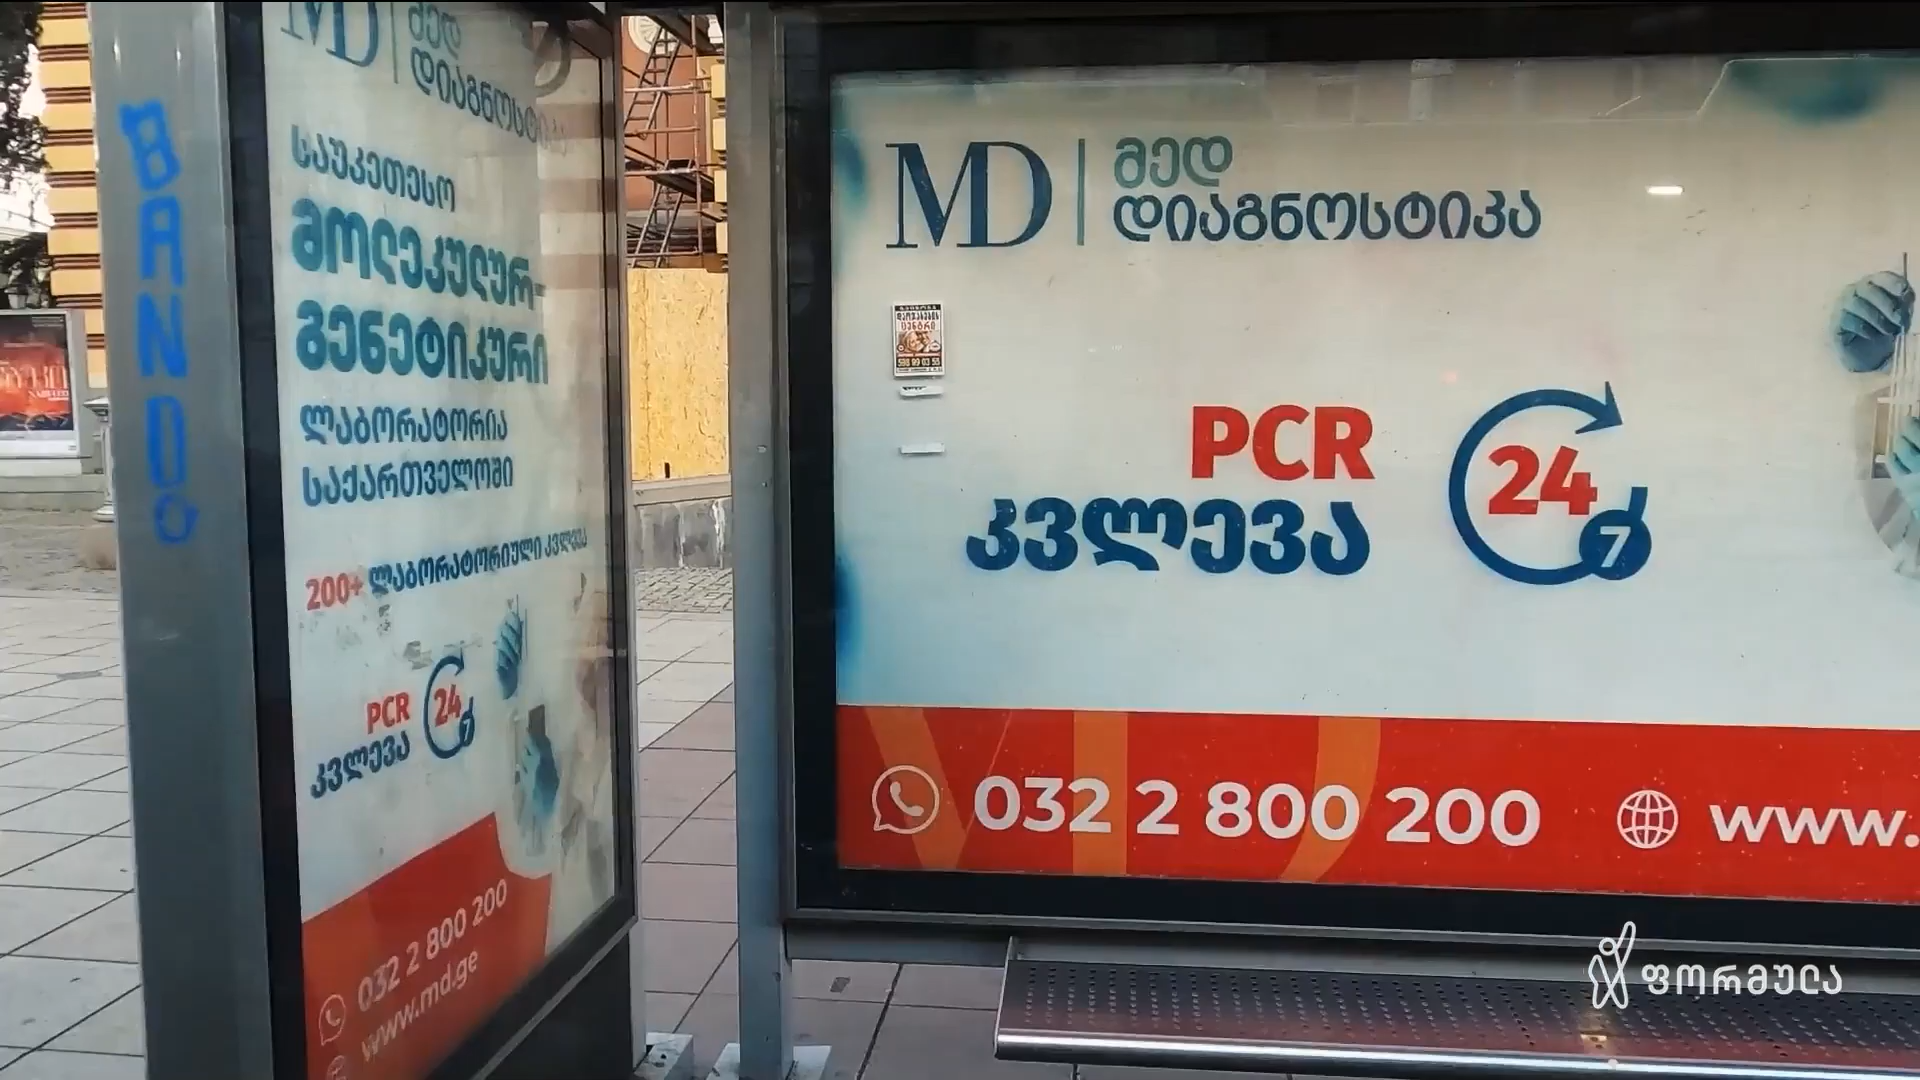 BAND
MD
მედ
დიაგნოსტიკა
საუკეთესო
მოლეკულურ-
გენეტიკური
ლაბორატორია
საქართველოში
200+ ლაბორატორიული კვლევა
PCR
კვლევა
24
7
032 2 800 200
www.md.ge
MD
მედ
დიაგნოსტიკა
ცენტრი
PCR
კვლევა
24
7
032 2 800 200
www.
ფორმულა